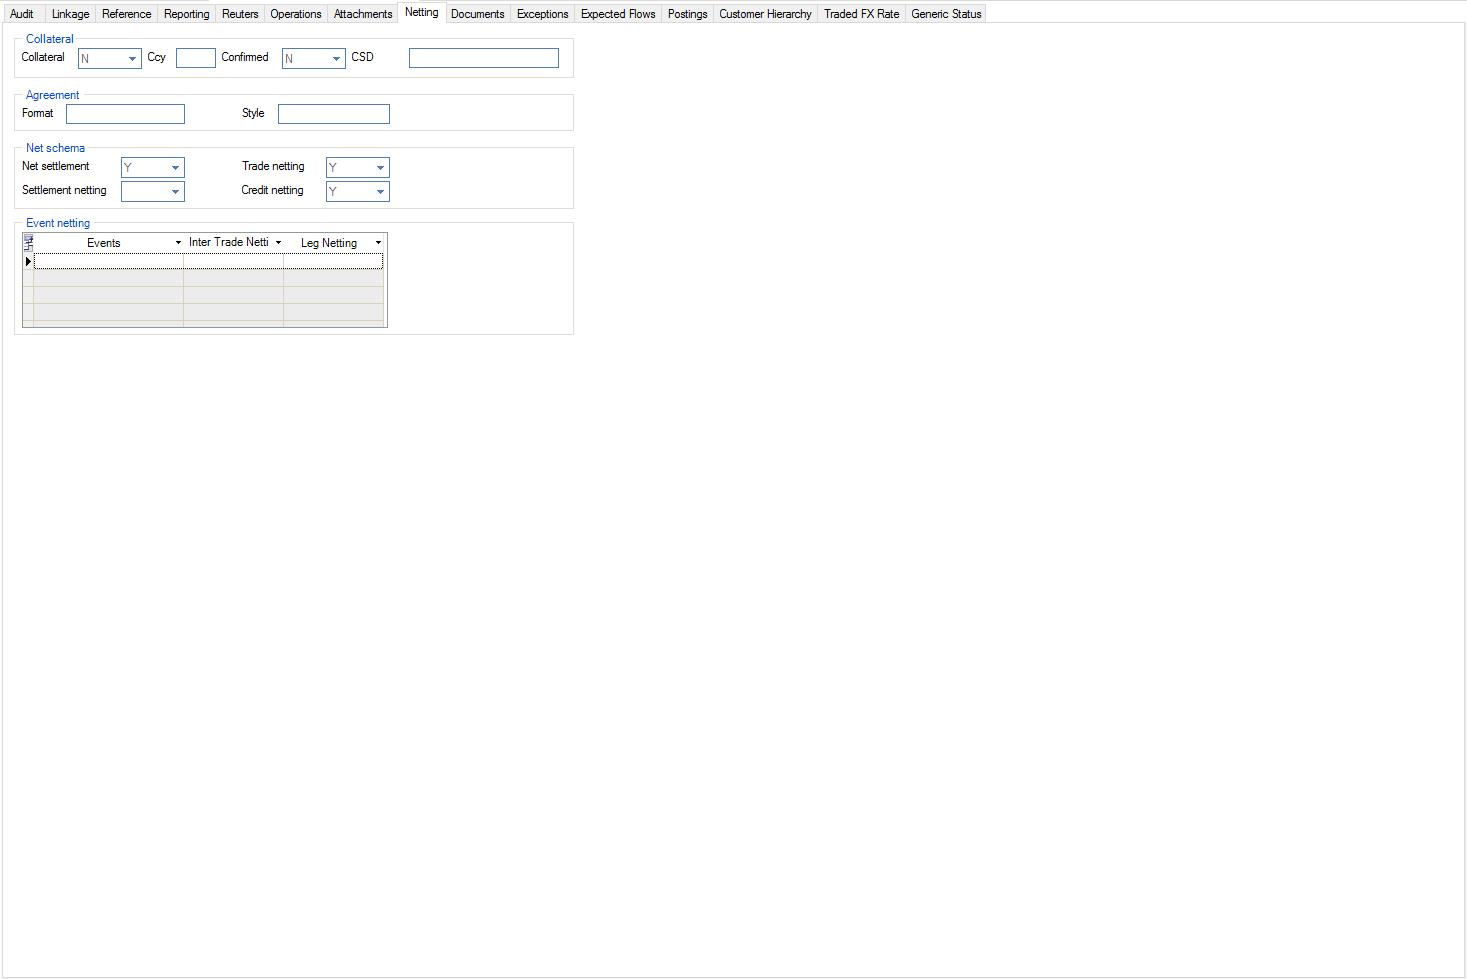 Audit Linkage Reference Reporting Reuters Operations Attachments Netting Documents Exceptions Expected Flows Postings Customer Hierarchy Traded FX Rate Generic Status
Collateral
Collateral N Ccy Confirmed N CSD
Agreement
Format Style
Net schema
Net settlement Y Trade netting Y
Settlement netting Credit netting Y
Event netting
Events Inter Trade Netti Leg Netting